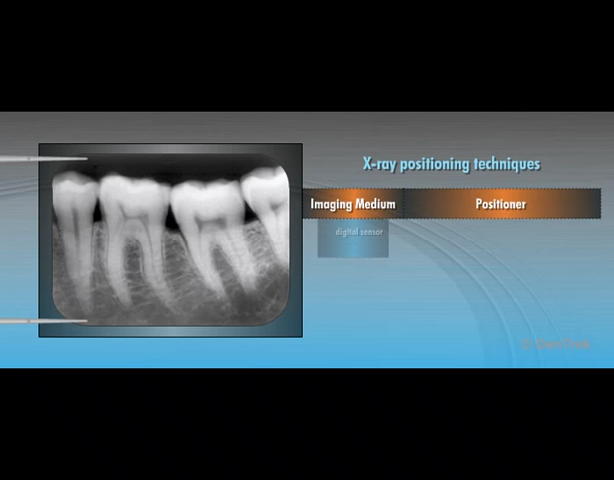 X-ray positioning techniques
Imaging Medium
Positioner
digital sensor